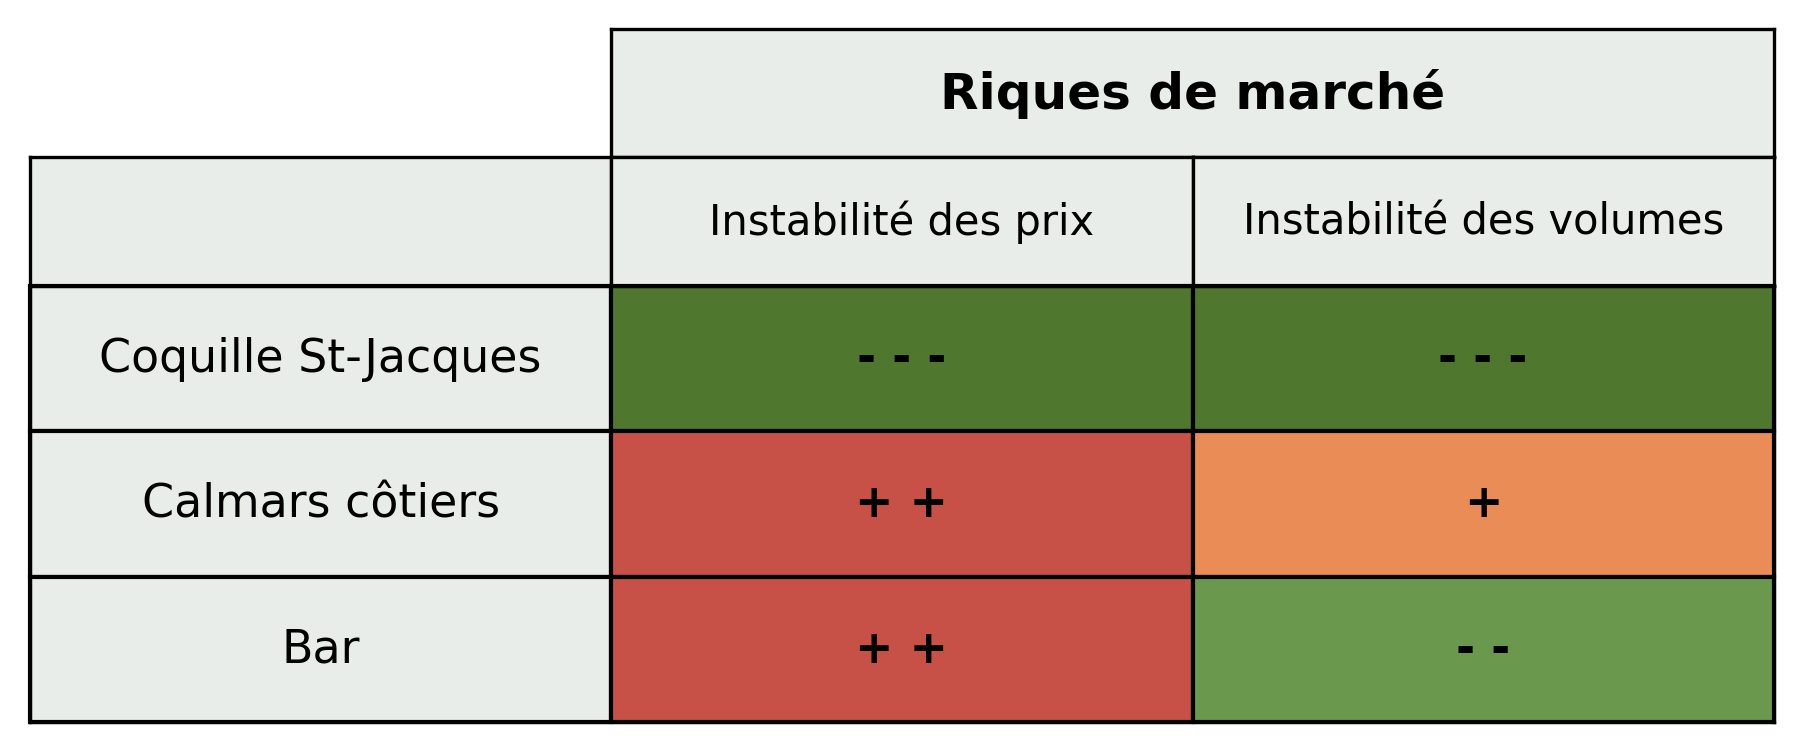 Riques de marché
Instabilité des prix Instabilité des volumes
Coquille St-Jacques - - - - - -
Calmars côtiers + + +
Bar + + - -